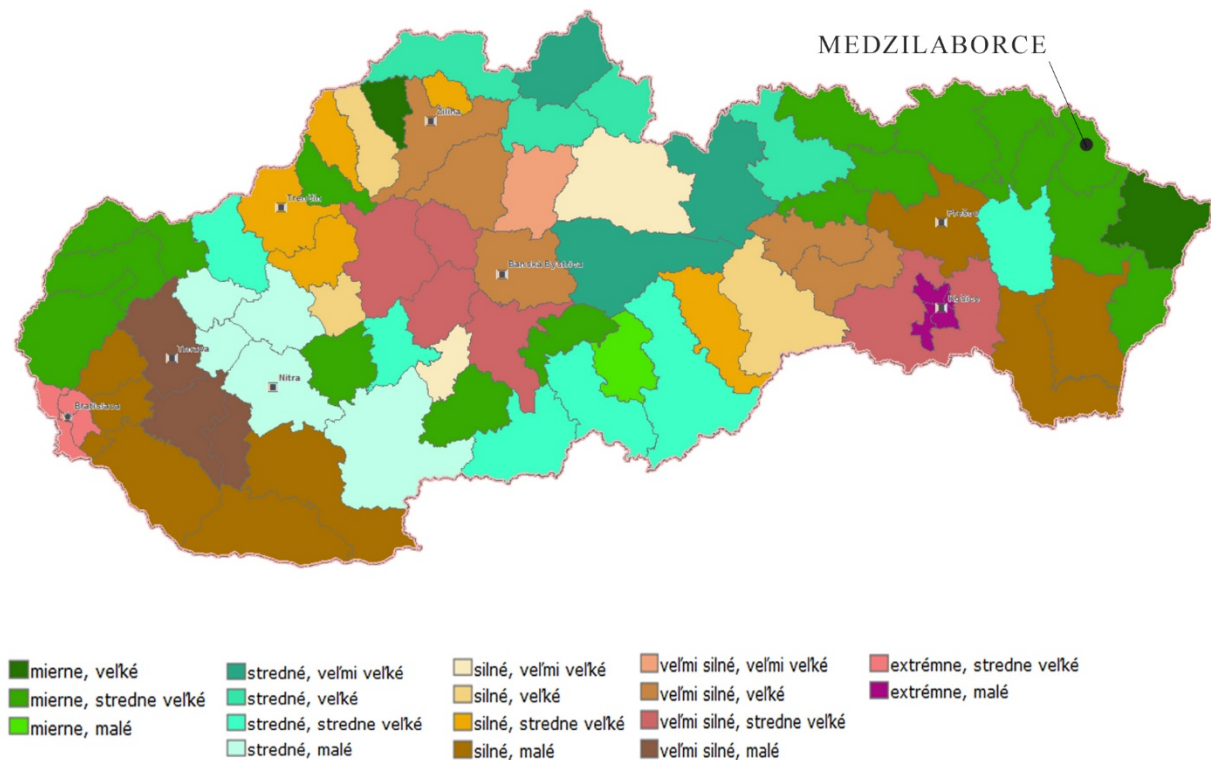 MEDZILABORCE
Žilina
Trenčín
Prešov
Banská Bystrica
Košice
Trnava
Nitra
Bratislava
mierne, veľké
mierne, stredne veľké
mierne, malé
stredné, veľmi veľké
stredné, veľké
stredné, stredne veľké
stredné, malé
silné, veľmi veľké
silné, veľké
silné, stredne veľké
silné, malé
veľmi silné, veľmi veľké
veľmi silné, veľké
veľmi silné, stredne veľké
veľmi silné, malé
extrémne, stredne veľké
extrémne, malé